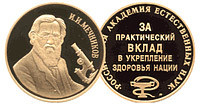 И.И.МЕЧНИКОВ
РОССИЙСКАЯ АКАДЕМИЯ ЕСТЕСТВЕННЫХ НАУК
ЗА
ПРАКТИЧЕСКИЙ
ВКЛАД
В УКРЕПЛЕНИЕ
ЗДОРОВЬЯ НАЦИИ